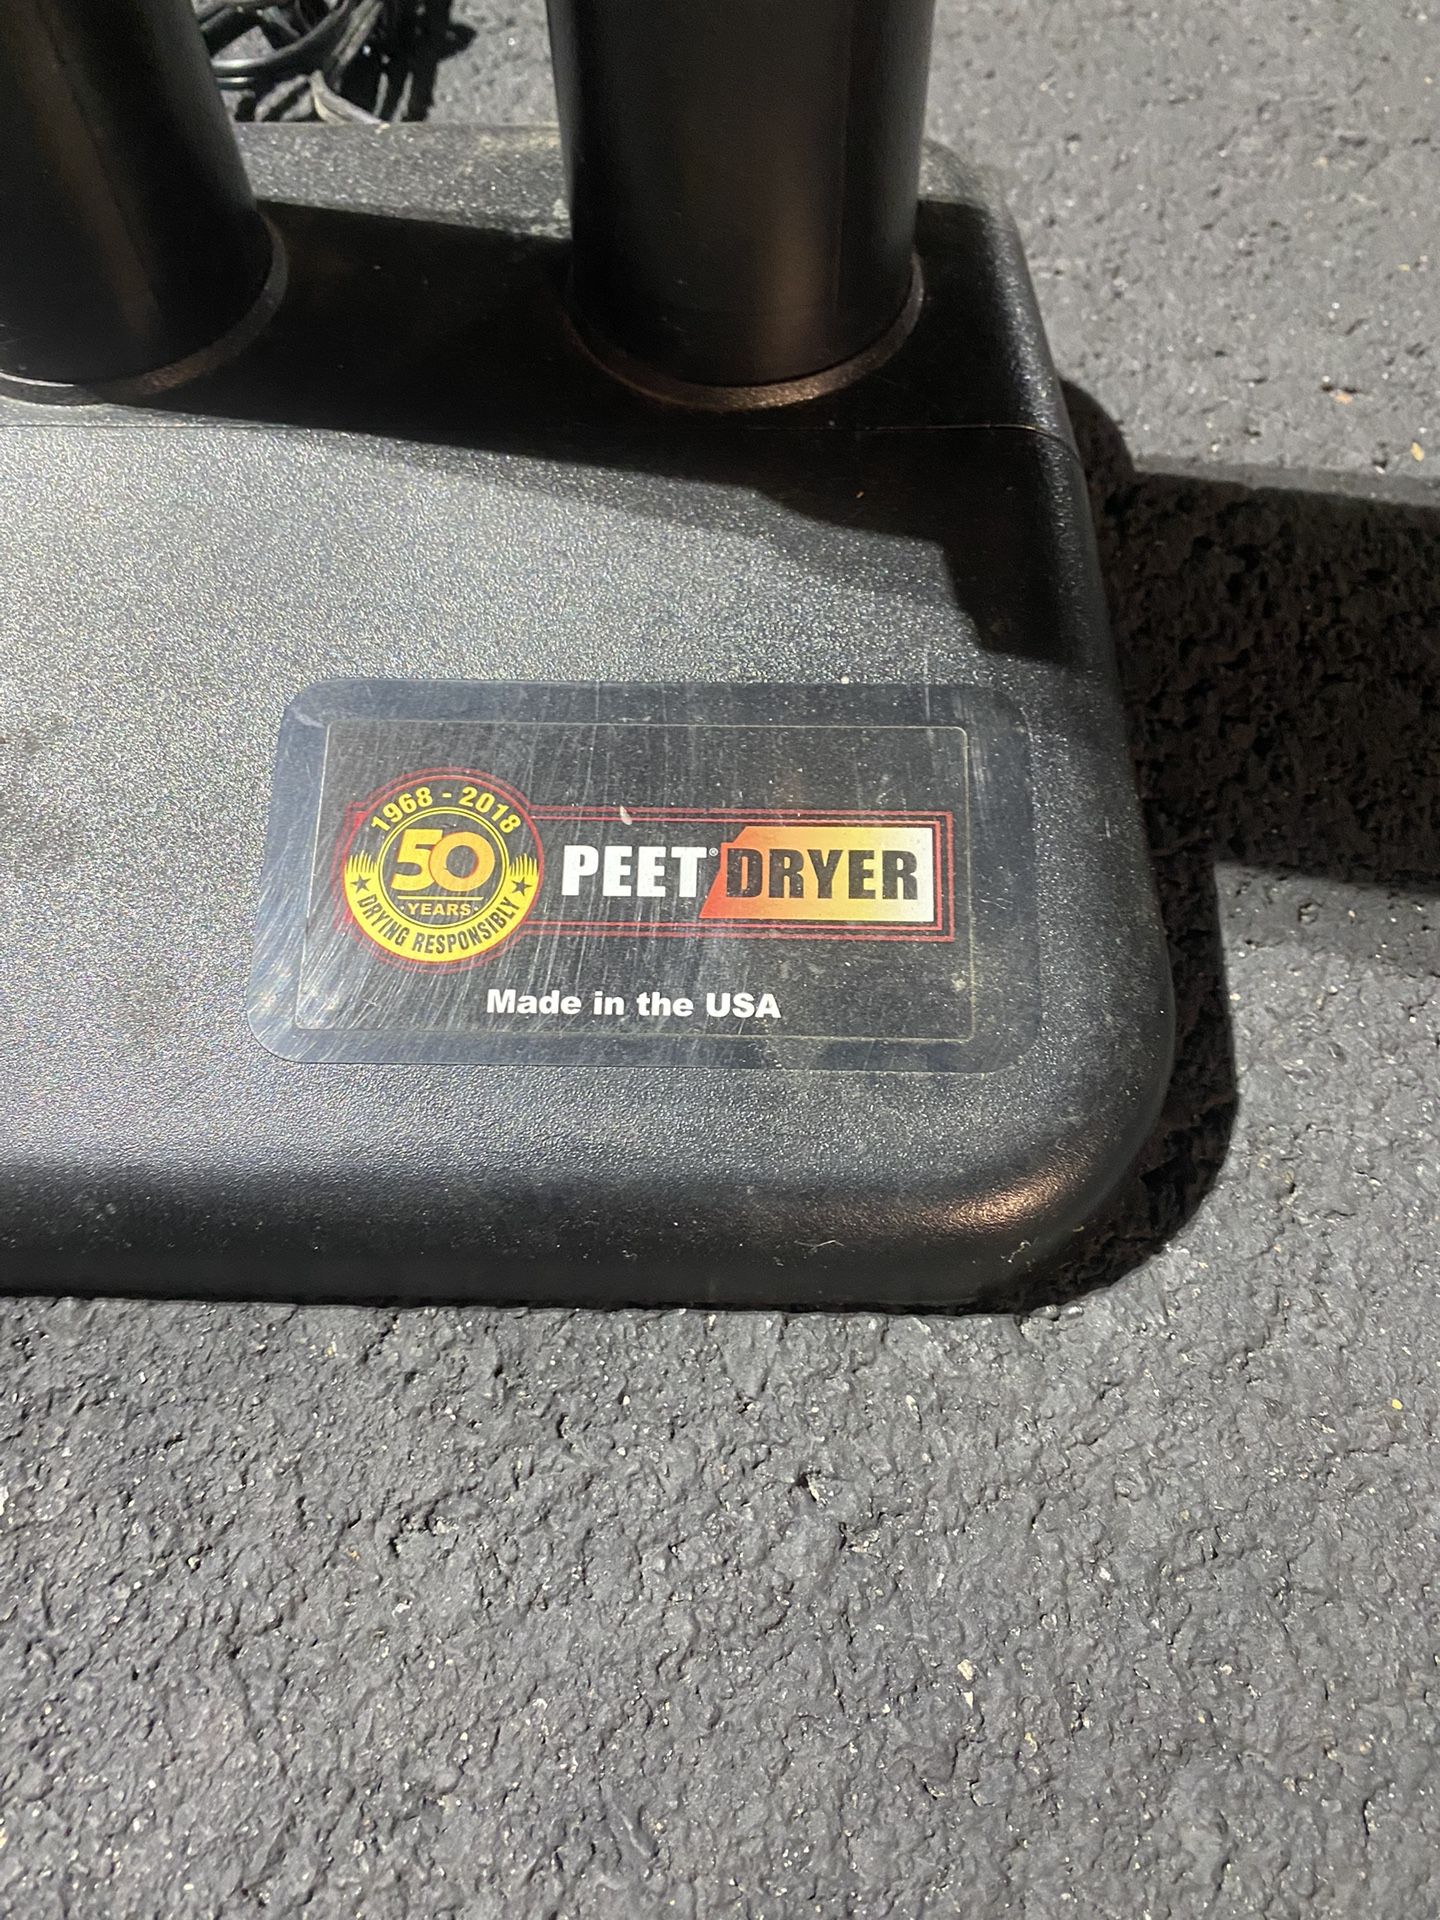 1968 - 2018
50
·YEARS·
DRYING RESPONSIBLY
PEET® DRYER
Made in the USA